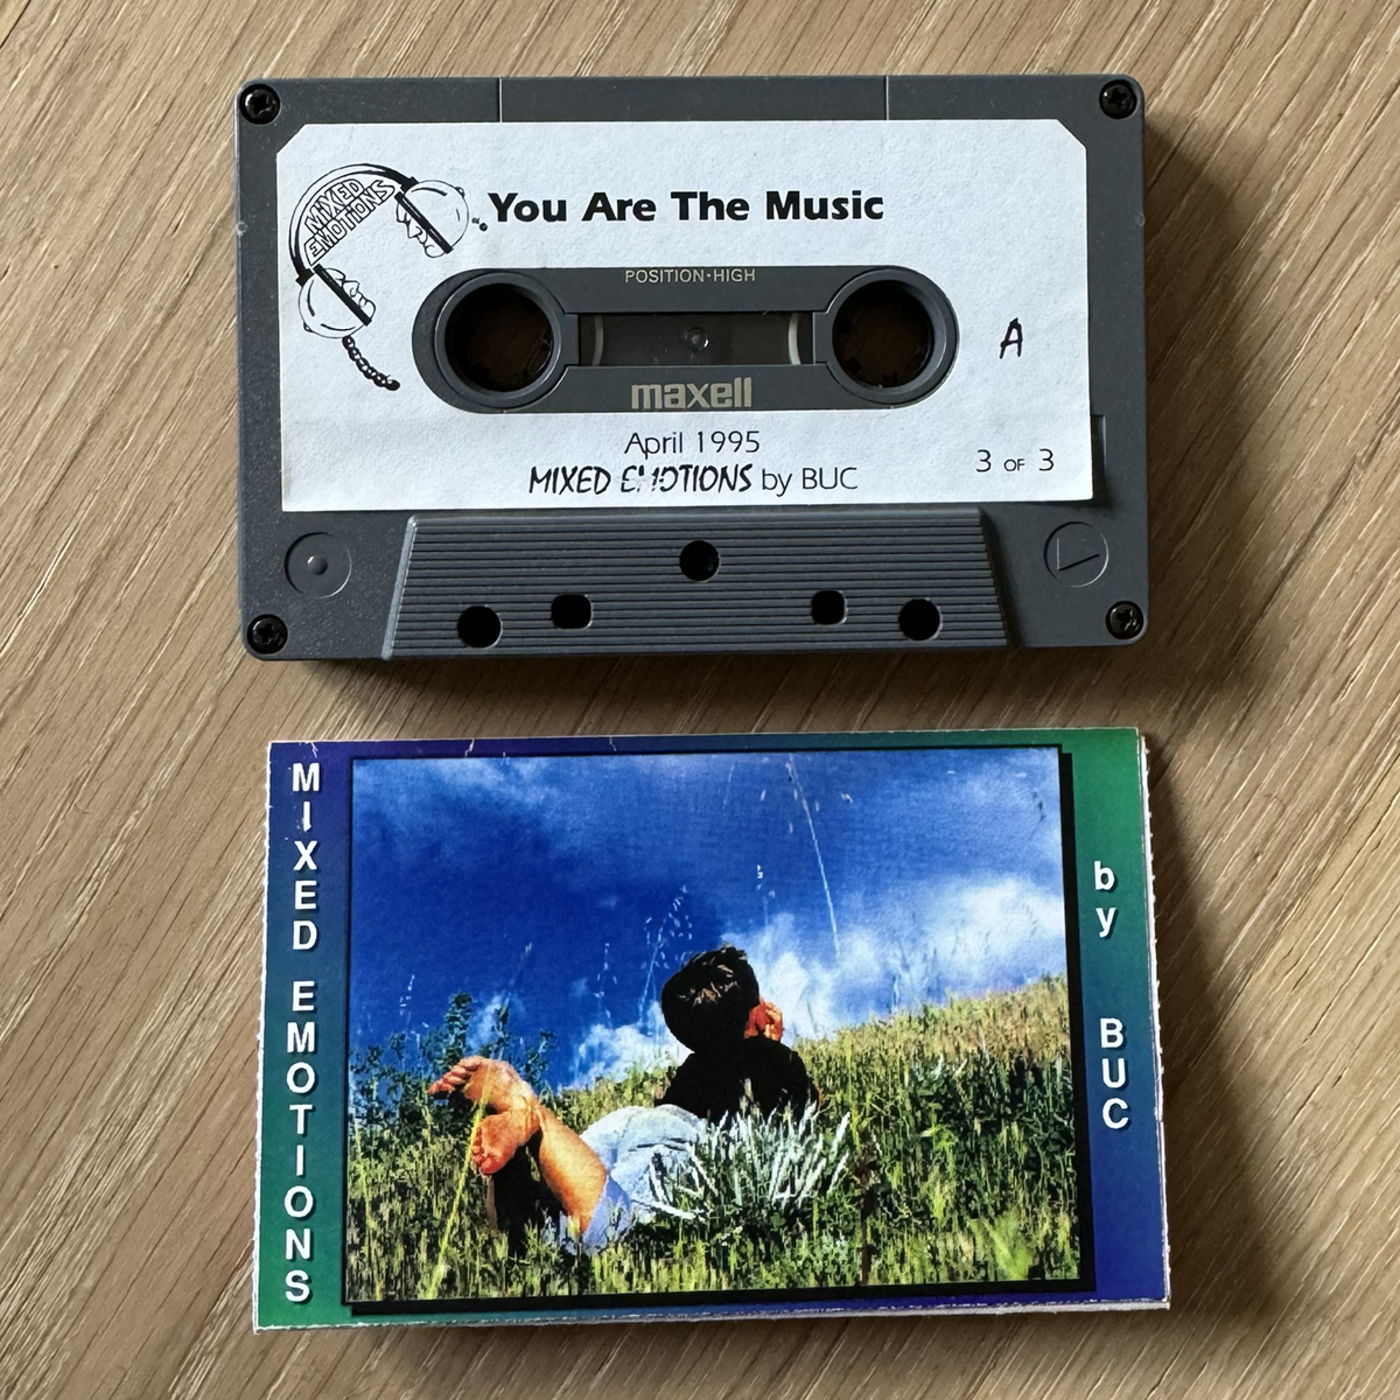 MIXED
EMOTIONS
You Are The Music
POSITION·HIGH
A
maxell
April 1995
MIXED EMOTIONS by BUC
3 OF 3
MIXED EMOTIONS
by BUC